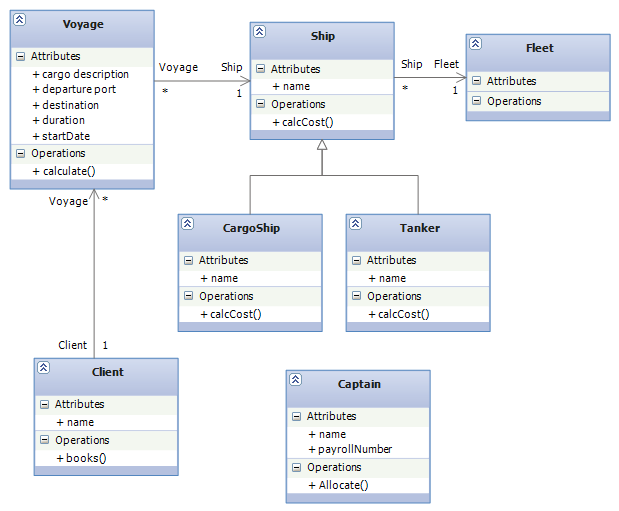 Voyage
Attributes
+ cargo description
+ departure port
+ destination
+ duration
+ startDate
Operations
+ calculate()
Voyage Ship
* 1
Ship
Attributes
+ name
Operations
+ calcCost()
Ship Fleet
* 1
Fleet
Attributes
Operations
Voyage *
CargoShip
Attributes
+ name
Operations
+ calcCost()
Tanker
Attributes
+ name
Operations
+ calcCost()
Client 1
Client
Attributes
+ name
Operations
+ books()
Captain
Attributes
+ name
+ payrollNumber
Operations
+ Allocate()